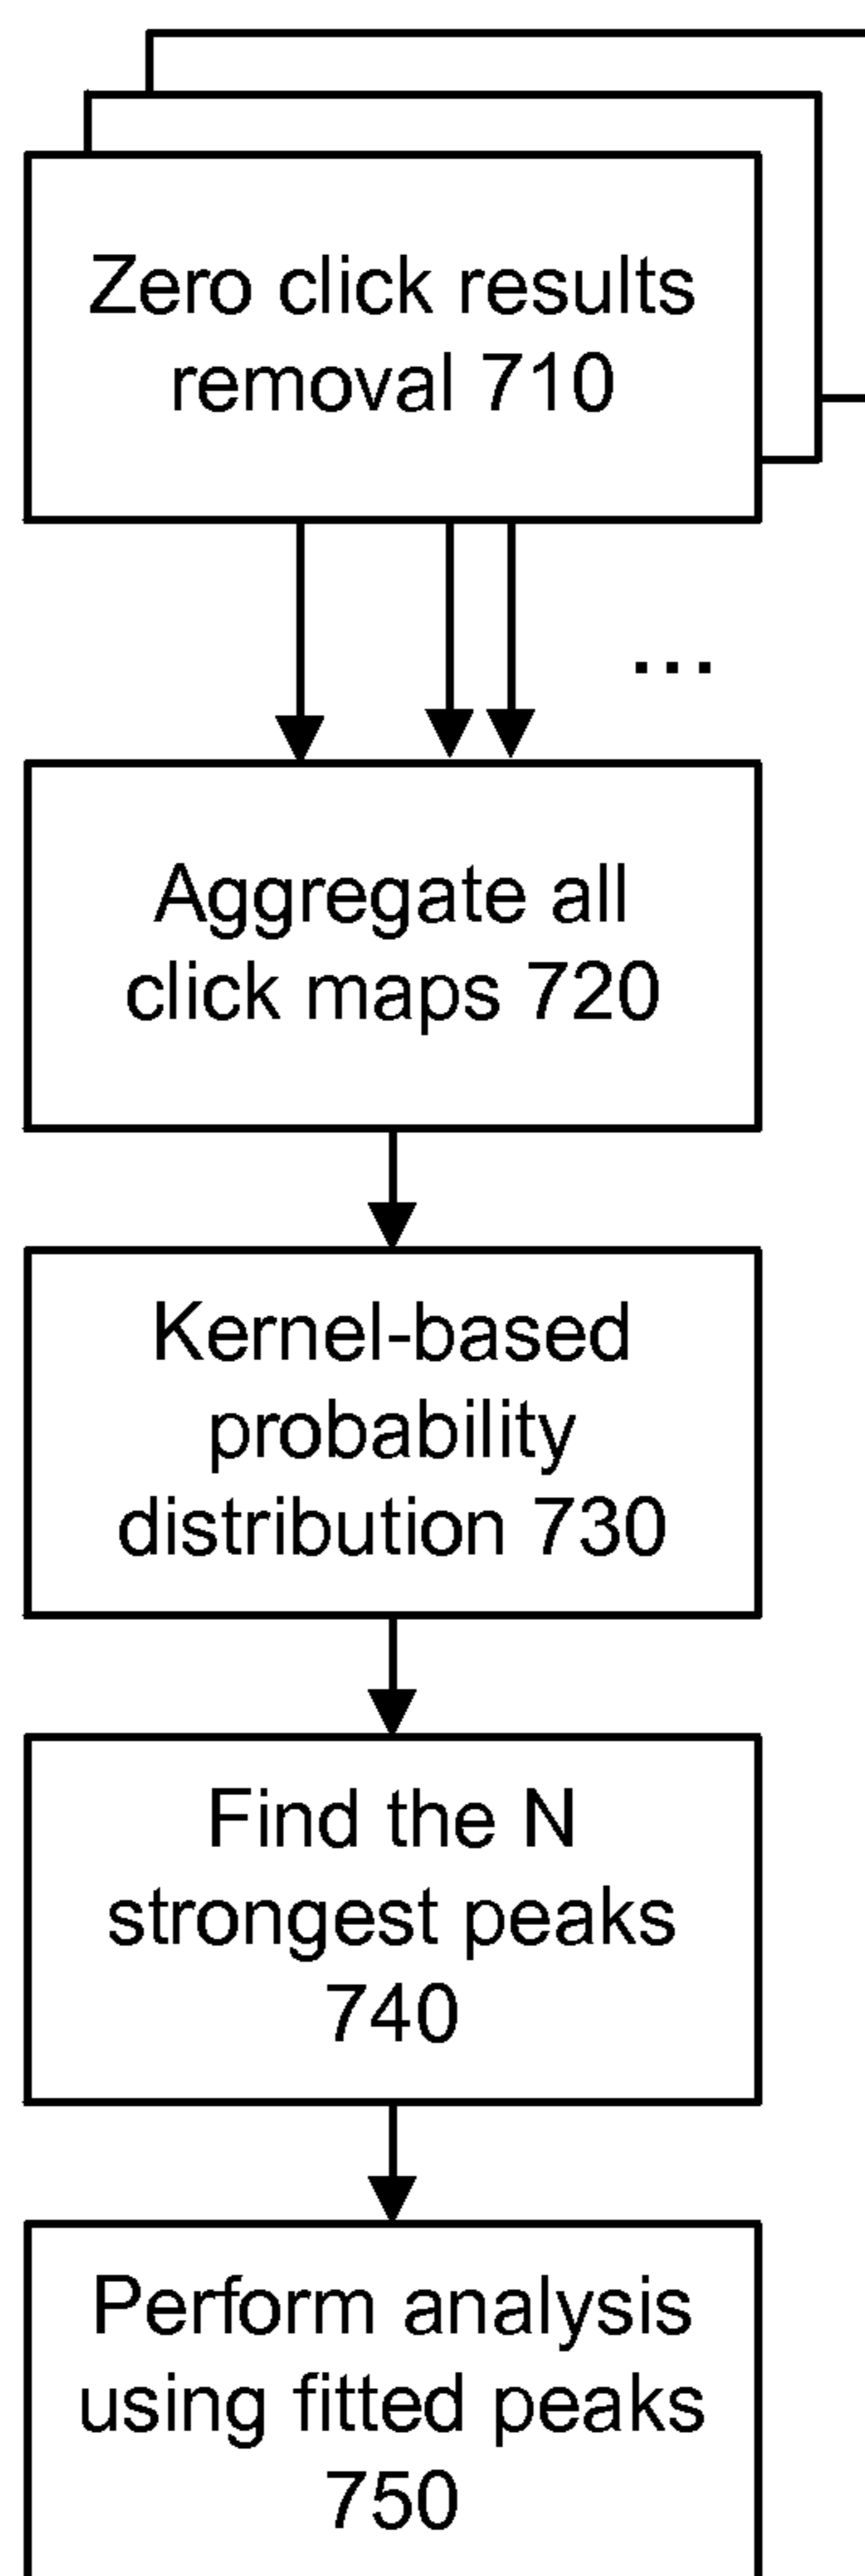 Zero click results
removal 710
...
Aggregate all
click maps 720
Kernel-based
probability
distribution 730
Find the N
strongest peaks
740
Perform analysis
using fitted peaks
750